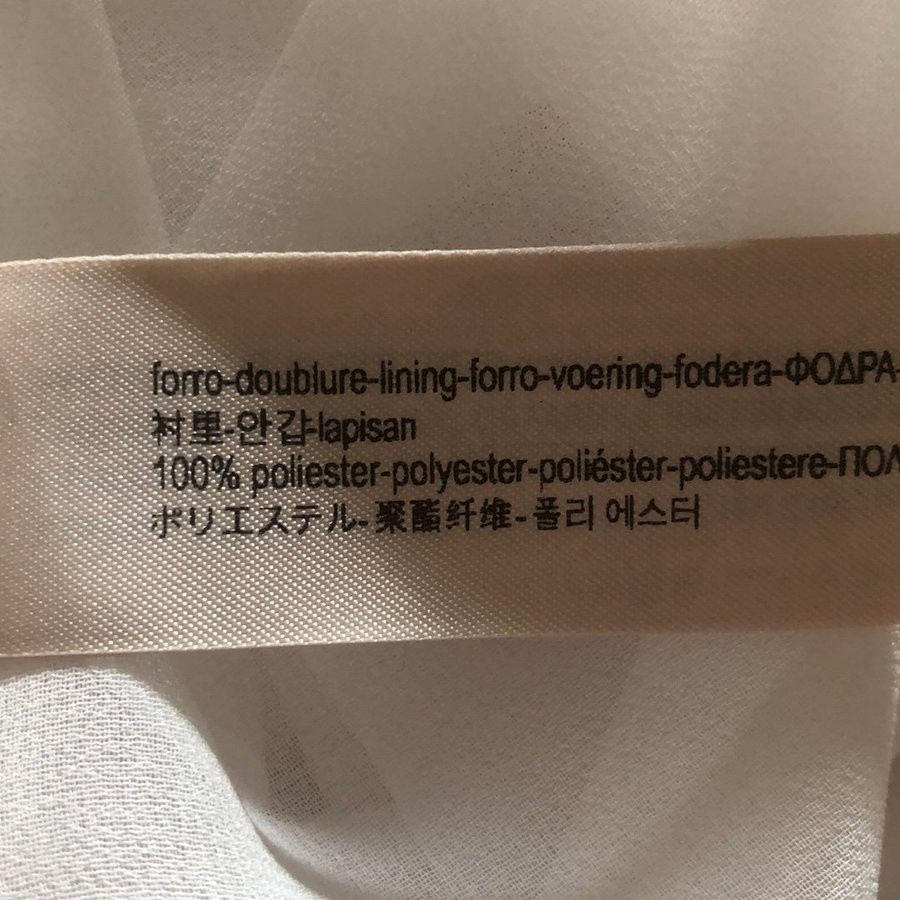 forro-doublure-lining-forro-voering-fodera-ΦΟΔΡΑ-
衬里-안감-lapisan
100% poliester-polyester-poliéster-poliestere-ΠΟΛ
ポリエステル-聚酯纤维-폴리 에스터